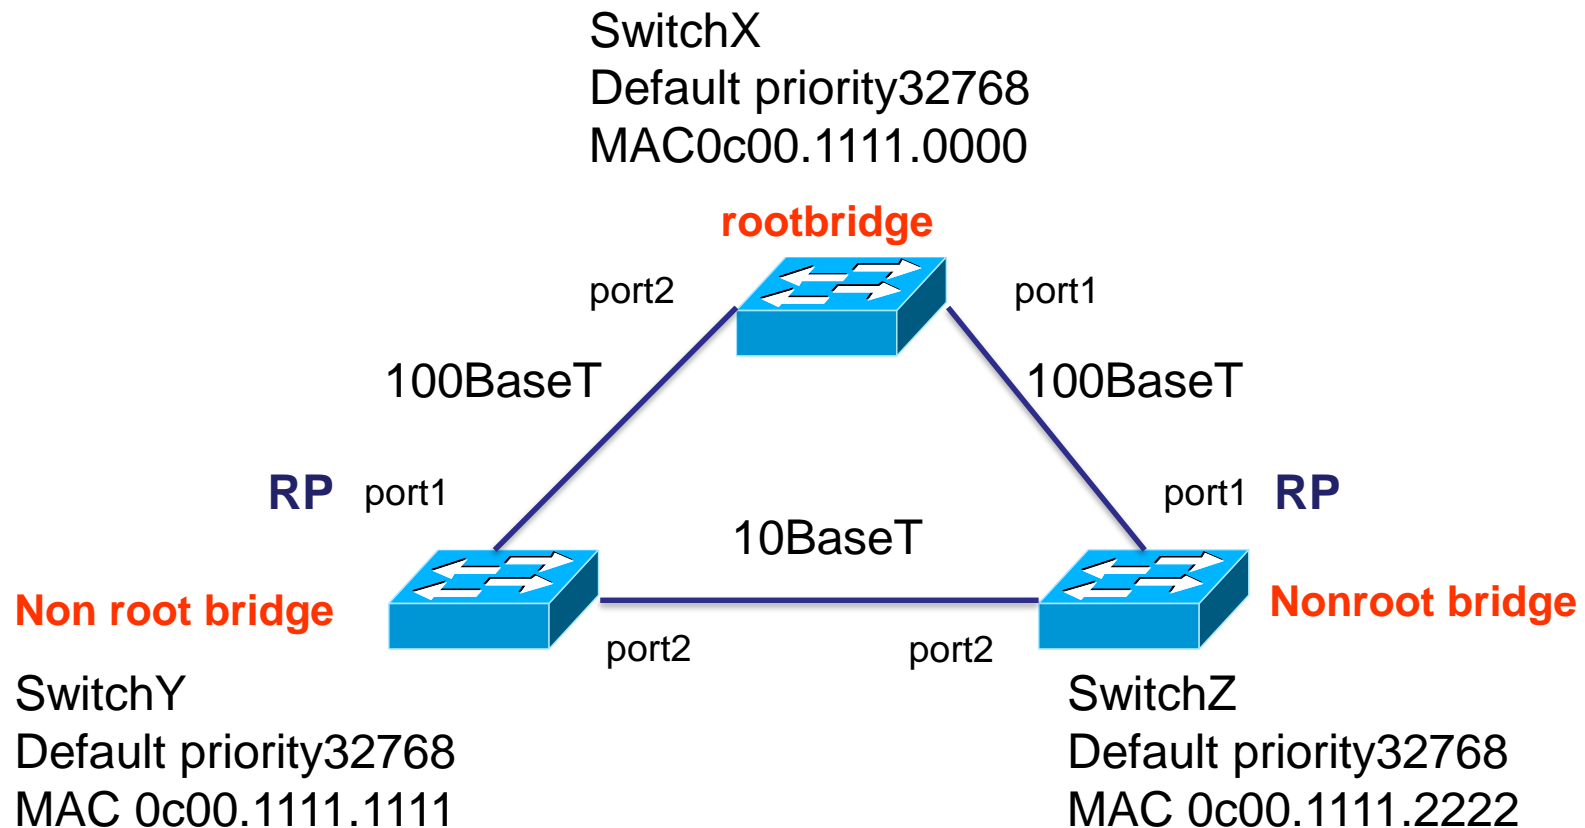 SwitchX
Default priority32768
MAC0c00.1111.0000
rootbridge
port2
port1
100BaseT
100BaseT
RP
port1
port1
RP
10BaseT
Non root bridge
Nonroot bridge
port2
port2
SwitchY
Default priority32768
MAC 0c00.1111.1111
SwitchZ
Default priority32768
MAC 0c00.1111.2222